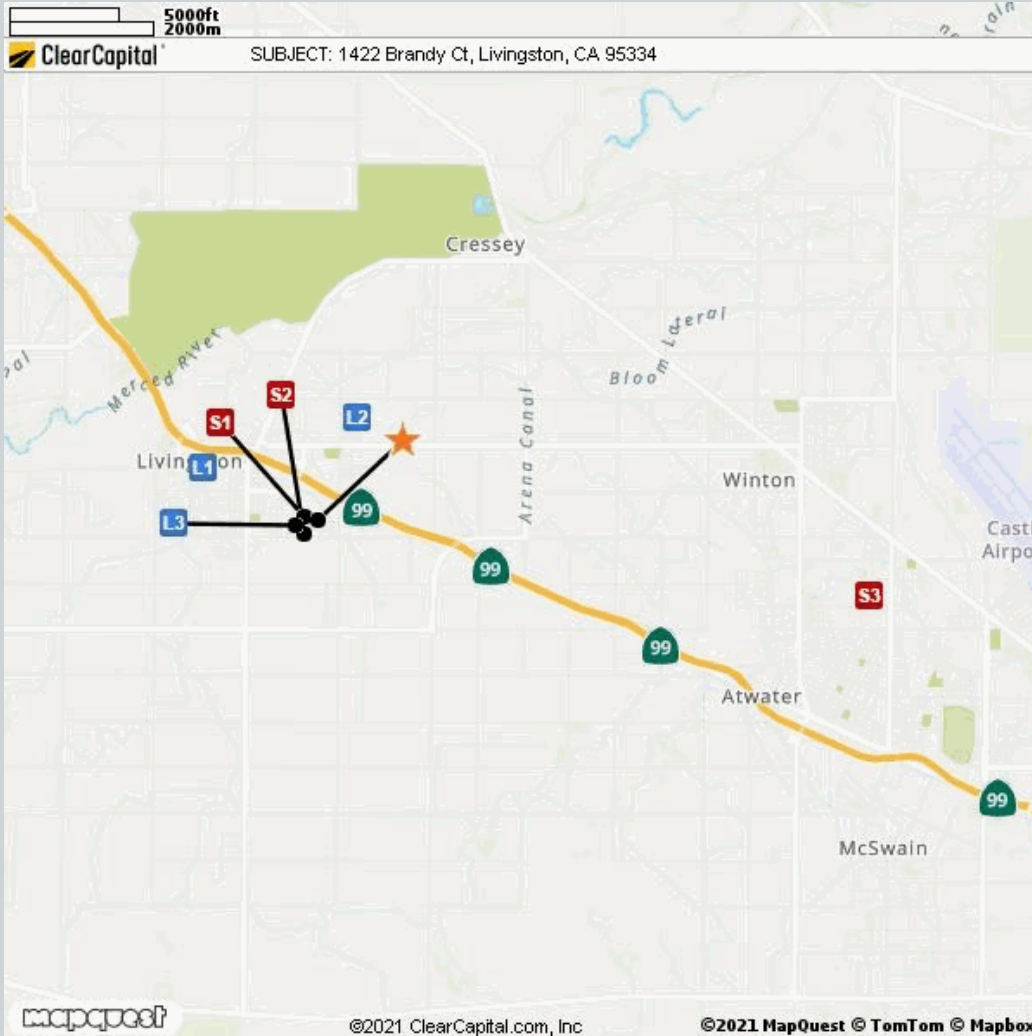 5000ft
2000m
ClearCapital
SUBJECT: 1422 Brandy Ct, Livingston, CA 95334
Cressey
Bloom Lateral
Merced River
S2
S1
L2
Arena Canal
L1
Winton
99
L3
99
S3
99
Atwater
99
McSwain
mapquest
©2021 ClearCapital.com, Inc
©2021 MapQuest © TomTom © Mapbox